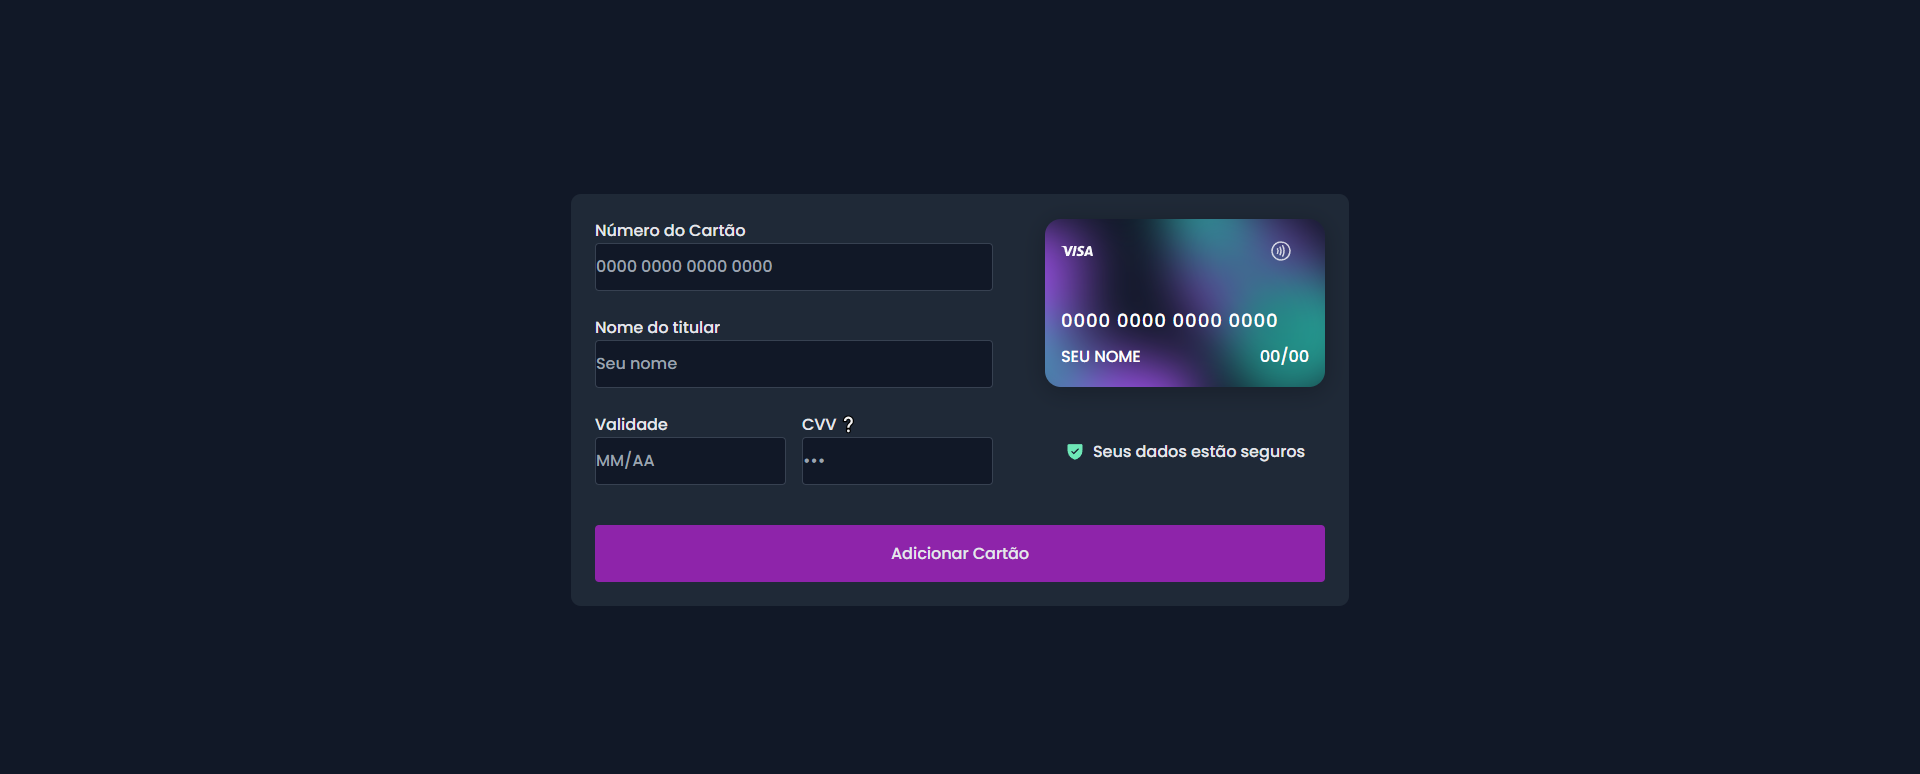 Número do Cartão
0000 0000 0000 0000
Nome do titular
Seu nome
Validade
MM/AA
CVV ?
•••
VISA
0000 0000 0000 0000
SEU NOME 00/00
Seus dados estão seguros
Adicionar Cartão